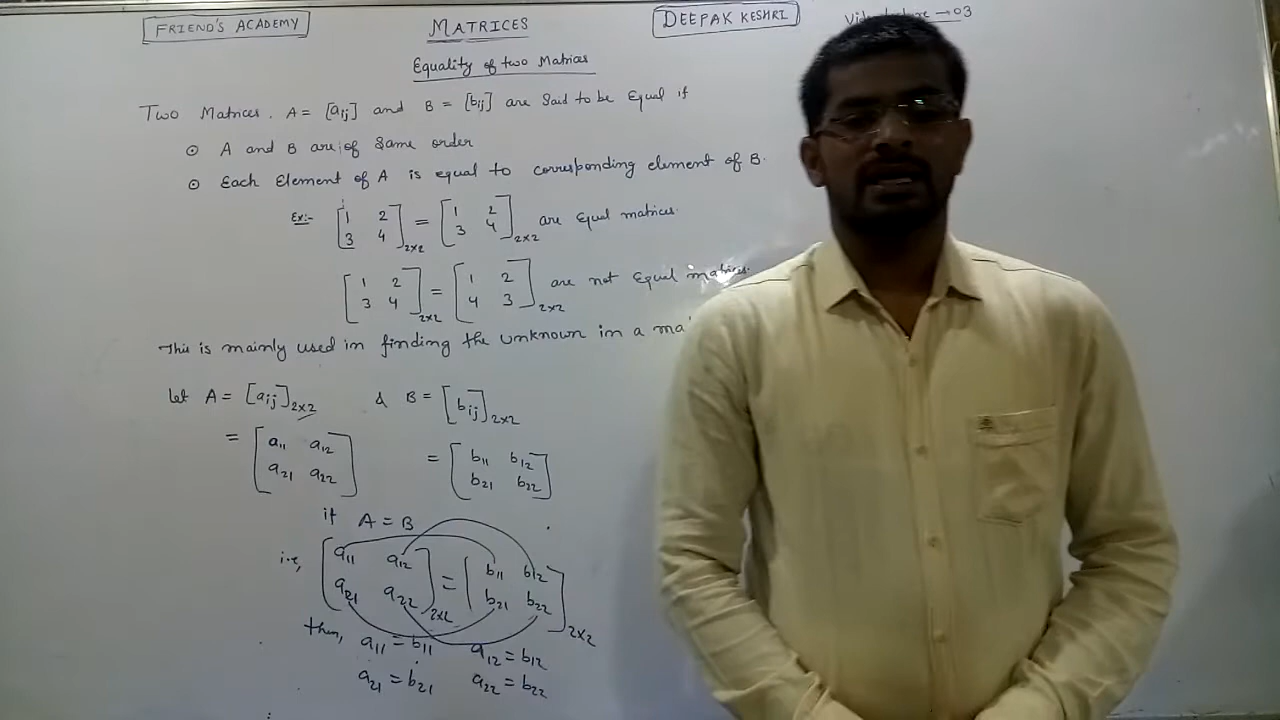 FRIEND'S ACADEMY MATRICES DEEPAK KESHRI Video → 03
Equality of two Matrices
Two Matrices. A = [aij] and B = [bij] are said to be Equal if
⊙ A and B are of same order
⊙ Each Element of A is equal to corresponding element of B.
Ex:- [1 2
3 4]2x2 = [1 2
3 4]2x2 are Equal matrices.
[1 2
3 4]2x2 = [1 2
4 3]2x2 are not Equal matrices.
This is mainly used in finding the unknown in a
let A = [aij]2x2 & B = [bij]2x2
= [a11 a12
a21 a22] = [b11 b12
b21 b22]
if A = B
i.e, [a11 a12
a21 a22]2x2 = [b11 b12
b21 b22]2x2
then, a11 = b11 a12 = b12
a21 = b21 a22 = b22